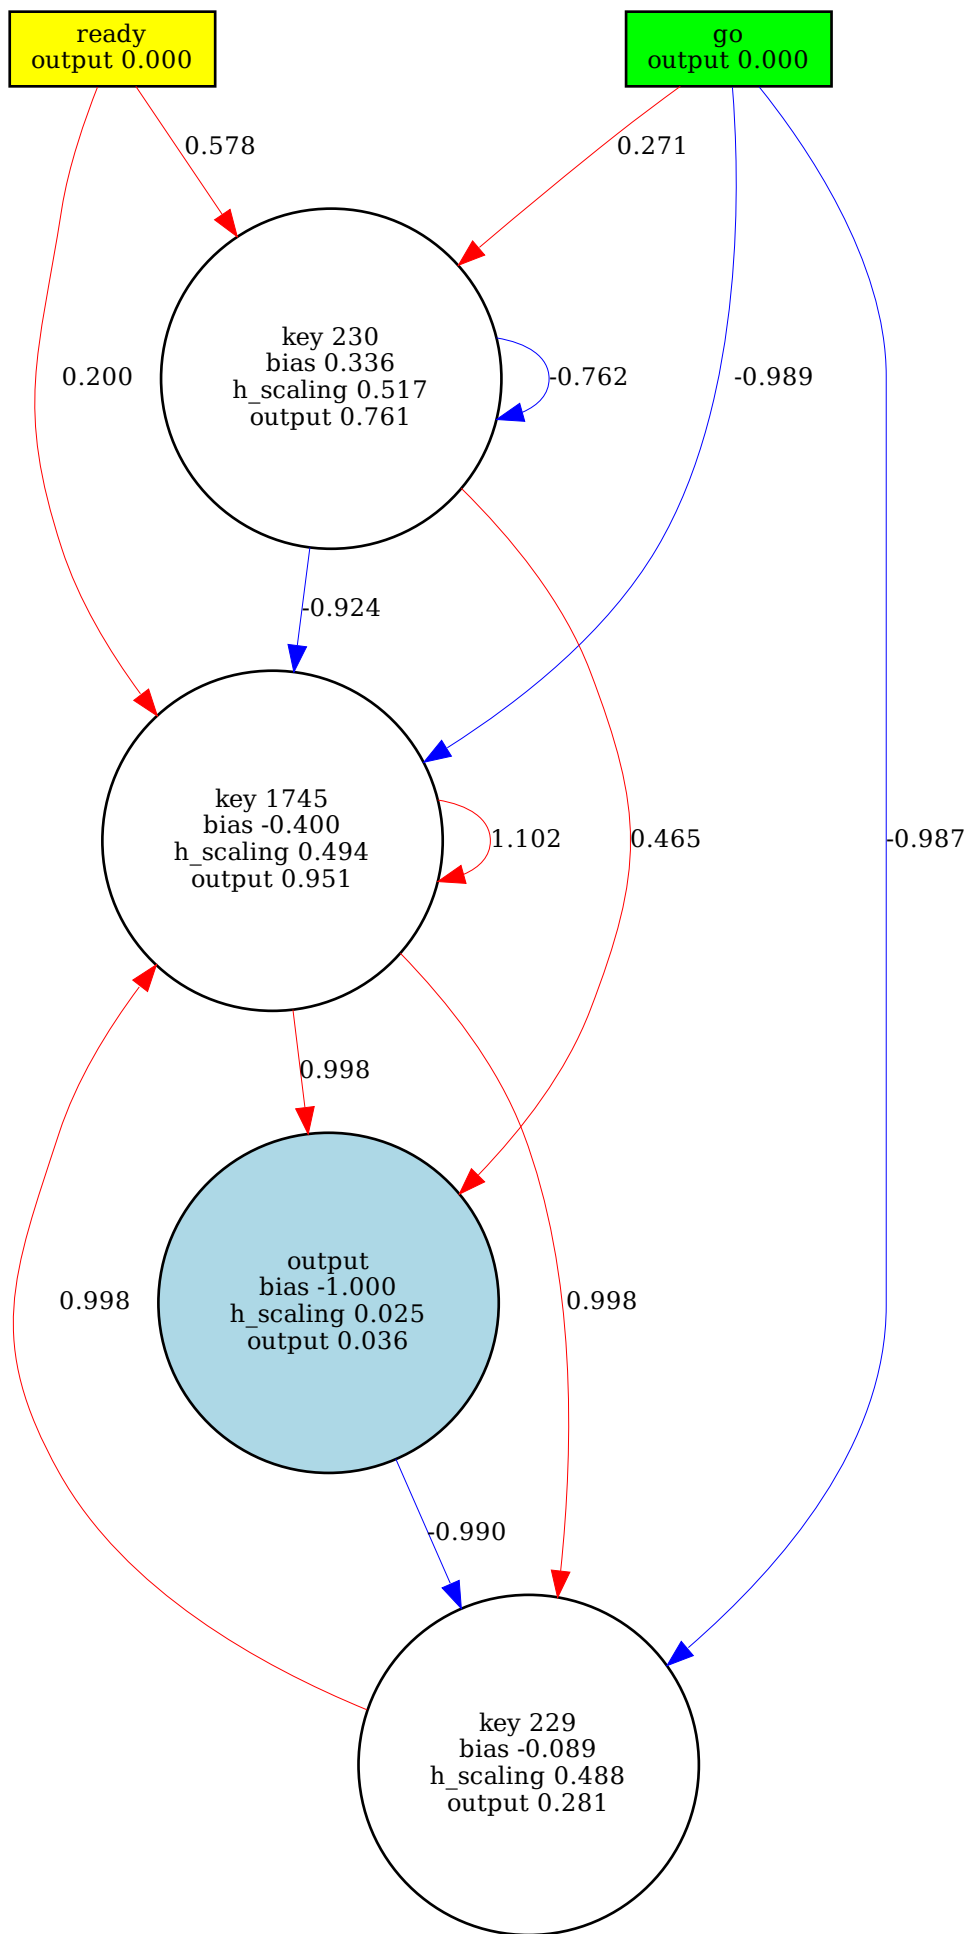 ready
output 0.000
go
output 0.000
0.578
0.271
key 230
bias 0.336
h_scaling 0.517
output 0.761
0.200
-0.762
-0.989
-0.924
key 1745
bias -0.400
h_scaling 0.494
output 0.951
1.102
0.465
-0.987
0.998
output
bias -1.000
h_scaling 0.025
output 0.036
0.998
0.998
-0.990
key 229
bias -0.089
h_scaling 0.488
output 0.281